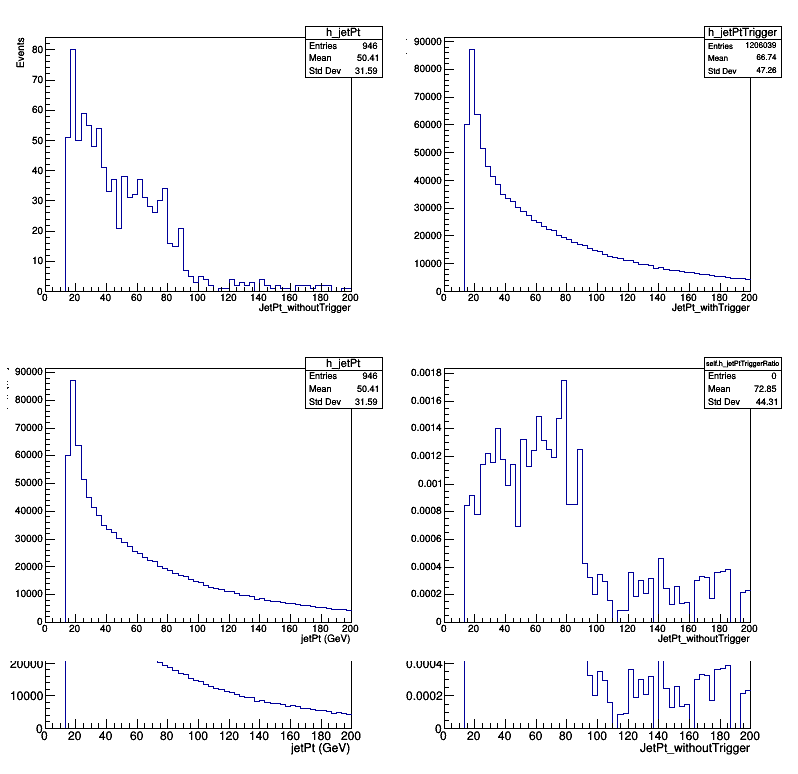 h_jetPt
Entries 946
Mean 50.41
Std Dev 31.59
Events
80
70
60
50
40
30
20
10
0
0 20 40 60 80 100 120 140 160 180 200
JetPt_withoutTrigger
h_jetPtTrigger
Entries 1206039
Mean 66.74
Std Dev 47.26
90000
80000
70000
60000
50000
40000
30000
20000
10000
0
0 20 40 60 80 100 120 140 160 180 200
JetPt_withTrigger
h_jetPt
Entries 946
Mean 50.41
Std Dev 31.59
90000
80000
70000
60000
50000
40000
30000
20000
10000
0
0 20 40 60 80 100 120 140 160 180 200
jetPt (GeV)
self.h_jetPtTriggerRatio
Entries 0
Mean 72.85
Std Dev 44.31
0.0018
0.0016
0.0014
0.0012
0.001
0.0008
0.0006
0.0004
0.0002
0
0 20 40 60 80 100 120 140 160 180 200
JetPt_withoutTrigger
20000
10000
0
0 20 40 60 80 100 120 140 160 180 200
jetPt (GeV)
0.0004
0.0002
0
0 20 40 60 80 100 120 140 160 180 200
JetPt_withoutTrigger